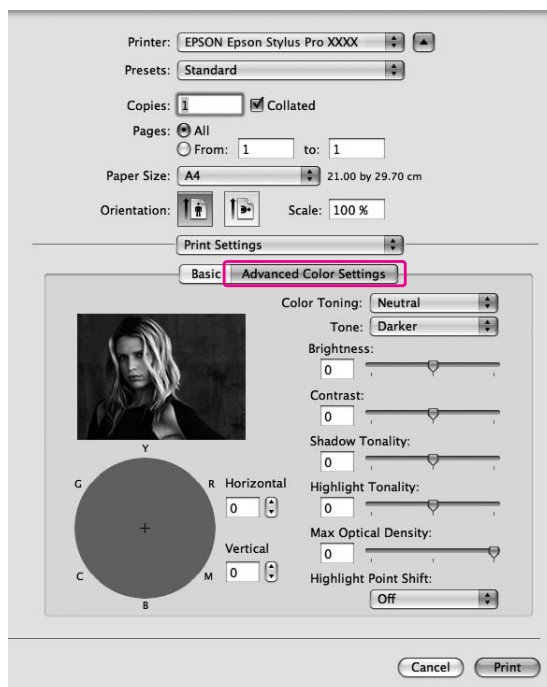 Printer: EPSON Epson Stylus Pro XXXX
Presets: Standard
Copies: 1 Collated
Pages: All
From: 1 to: 1
Paper Size: A4 21.00 by 29.70 cm
Orientation: Scale: 100 %
Print Settings
Basic Advanced Color Settings
Color Toning: Neutral
Tone: Darker
Brightness:
0
Contrast:
0
Shadow Tonality:
0
Highlight Tonality:
0
Max Optical Density:
0
Highlight Point Shift:
Off
Y
G R
C M
B
Horizontal
0
Vertical
0
Cancel Print